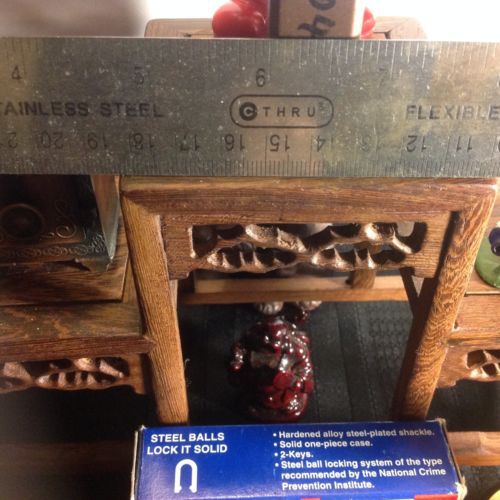 4 5 6 7
STAINLESS STEEL C-THRU FLEXIBLE
21 20 19 18 17 16 15 14 13 12 11 10
STEEL BALLS
LOCK IT SOLID
• Hardened alloy steel-plated shackle.
• Solid one-piece case.
• 2-Keys.
• Steel ball locking system of the type
recommended by the National Crime
Prevention Institute.